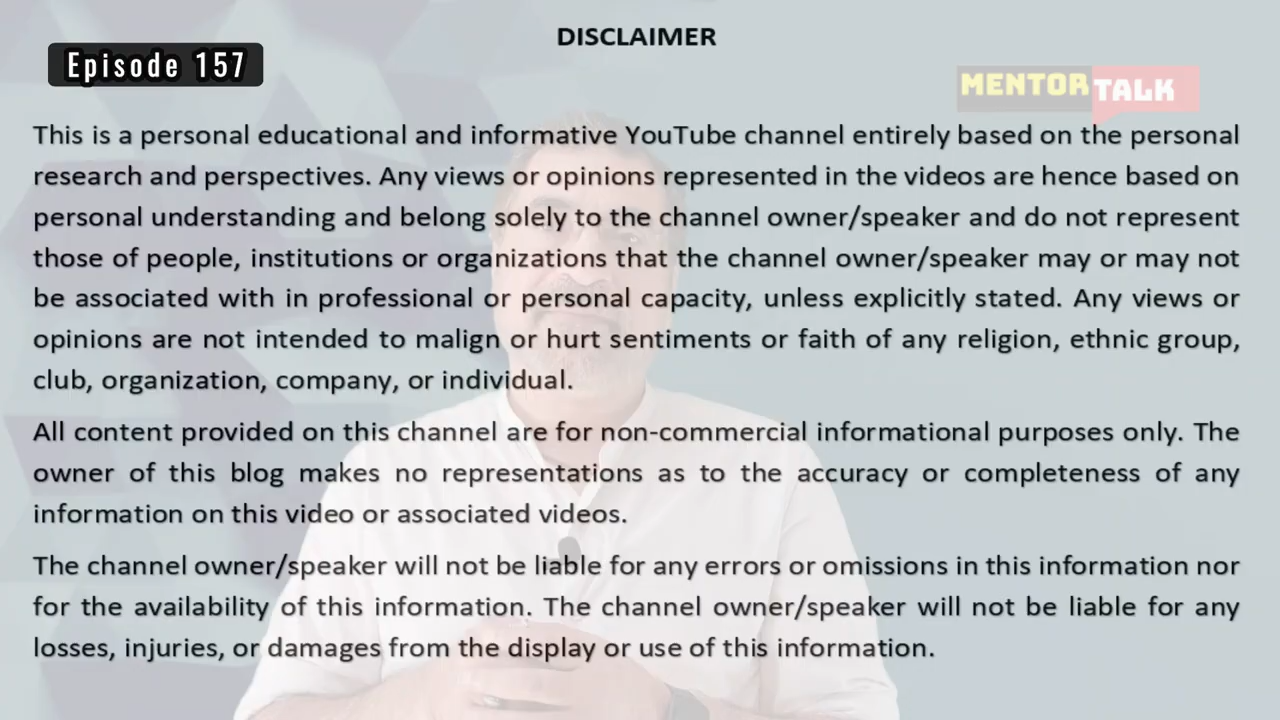 DISCLAIMER
Episode 157
MENTOR TALK
This is a personal educational and informative YouTube channel entirely based on the personal
research and perspectives. Any views or opinions represented in the videos are hence based on
personal understanding and belong solely to the channel owner/speaker and do not represent
those of people, institutions or organizations that the channel owner/speaker may or may not
be associated with in professional or personal capacity, unless explicitly stated. Any views or
opinions are not intended to malign or hurt sentiments or faith of any religion, ethnic group,
club, organization, company, or individual.
All content provided on this channel are for non-commercial informational purposes only. The
owner of this blog makes no representations as to the accuracy or completeness of any
information on this video or associated videos.
The channel owner/speaker will not be liable for any errors or omissions in this information nor
for the availability of this information. The channel owner/speaker will not be liable for any
losses, injuries, or damages from the display or use of this information.